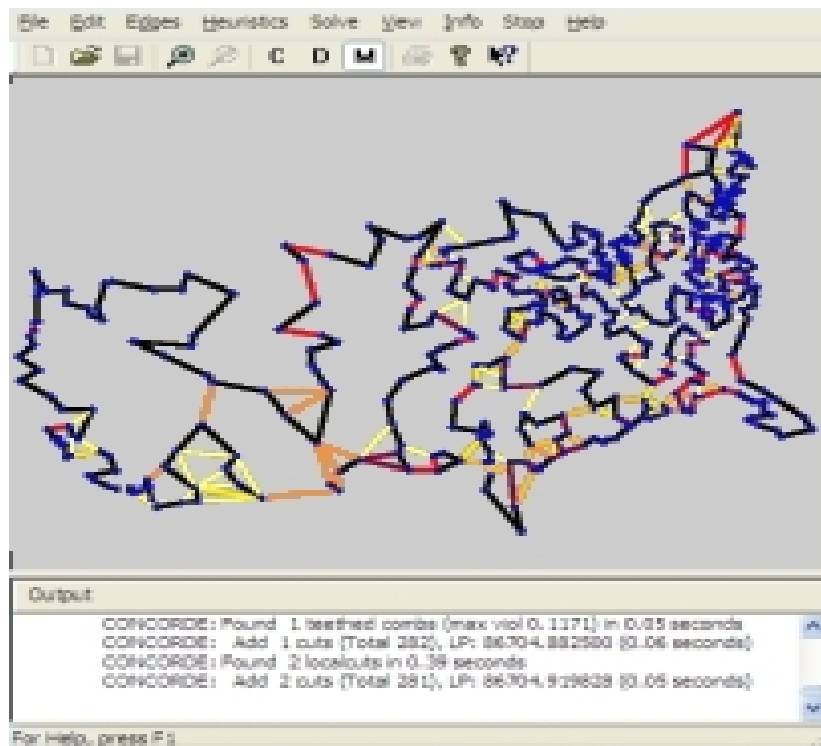 File Edit Edges Heuristics Solve View Info Stop Help
C D M
Output
CONCORDE: Found 1 teethed combs (max viol 0.1171) in 0.05 seconds
CONCORDE: Add 1 cuts (Total 282), LP: 86704.882580 (0.06 seconds)
CONCORDE: Found 2 localcuts in 0.39 seconds
CONCORDE: Add 2 cuts (Total 281), LP: 86704.919828 (0.05 seconds)
For Help, press F1